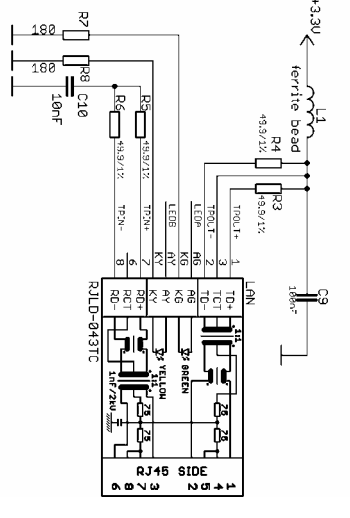 R7
180
R8
180
C10
10nF
+3.3V
L1
ferrite bead
R6
49.9/1%
R5
49.9/1%
R4
49.9/1%
R3
49.9/1%
TPIN-
TPIN+
LEDB
LEDA
TPOUT-
TPOUT+
8
6
7
KY
AY
KG
AG
2
3
1
C9
100nF
RJLD-043TC
LAN
RD-
RCT
RD+
KY
AY
KG
AG
TD-
TCT
TD+
1:1
1:1
YELLOW
GREEN
1nF/2kV
75
75
75
75
RJ45 SIDE
6
8
7
3
2
5
4
1